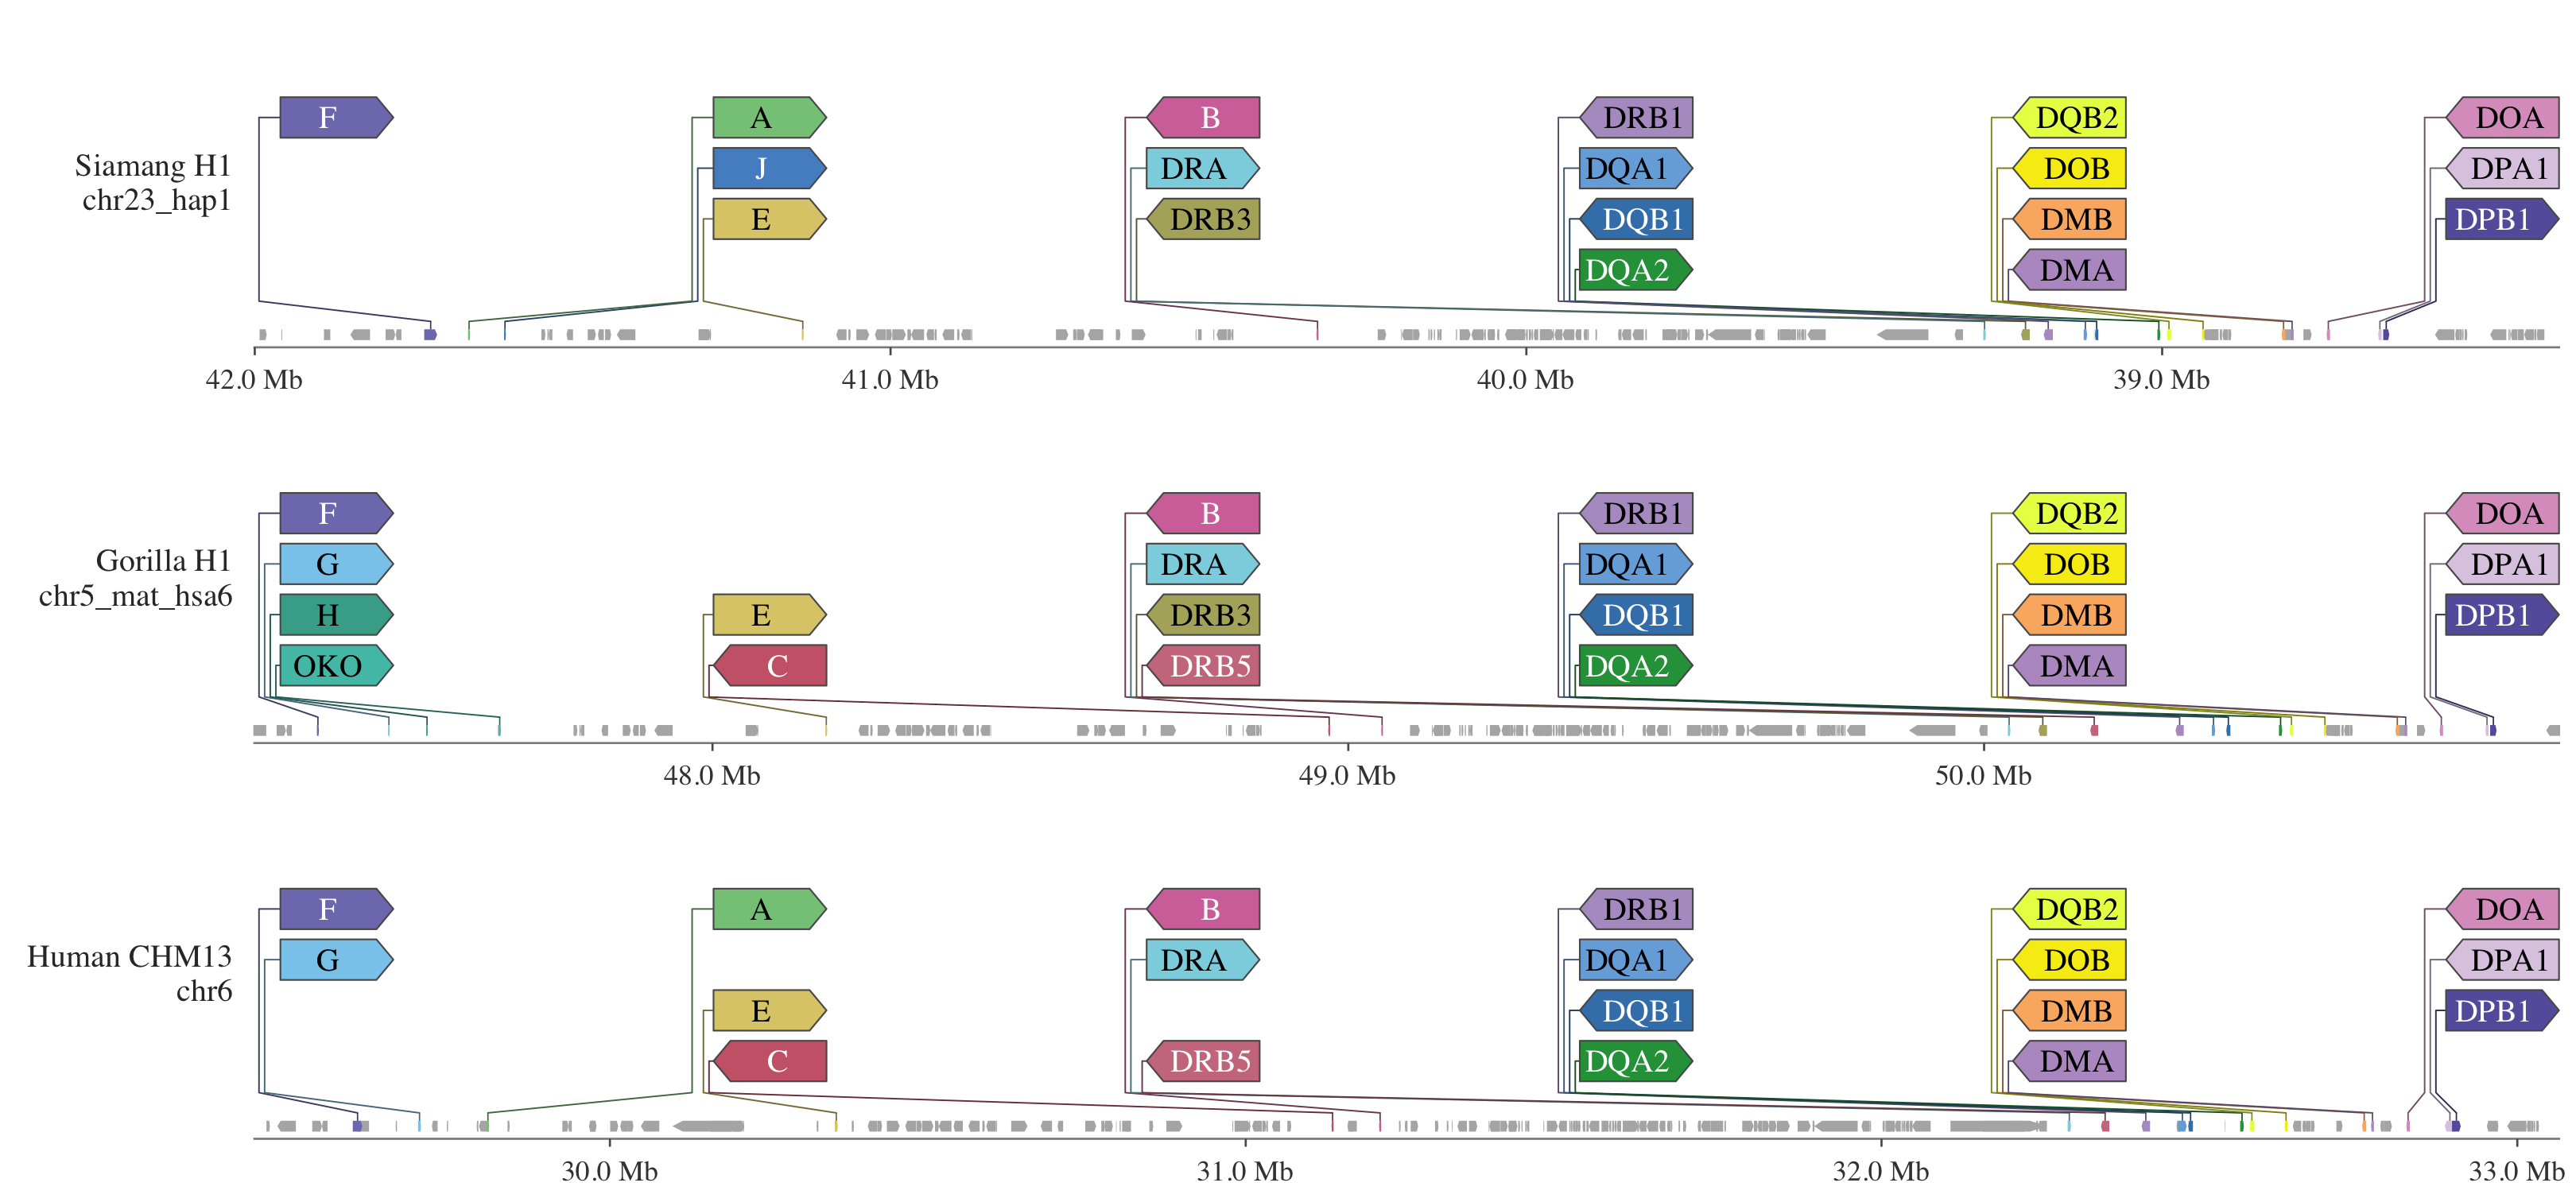 F A B DRB1 DQB2 DOA
Siamang H1 J DRA DQA1 DOB DPA1
chr23_hap1 E DRB3 DQB1 DMB DPB1
DQA2 DMA
42.0 Mb 41.0 Mb 40.0 Mb 39.0 Mb
F B DRB1 DQB2 DOA
Gorilla H1 G DRA DQA1 DOB DPA1
chr5_mat_hsa6 H E DRB3 DQB1 DMB DPB1
OKO C DRB5 DQA2 DMA
48.0 Mb 49.0 Mb 50.0 Mb
F A B DRB1 DQB2 DOA
Human CHM13 G DRA DQA1 DOB DPA1
chr6 E DQB1 DMB DPB1
C DRB5 DQA2 DMA
30.0 Mb 31.0 Mb 32.0 Mb 33.0 Mb